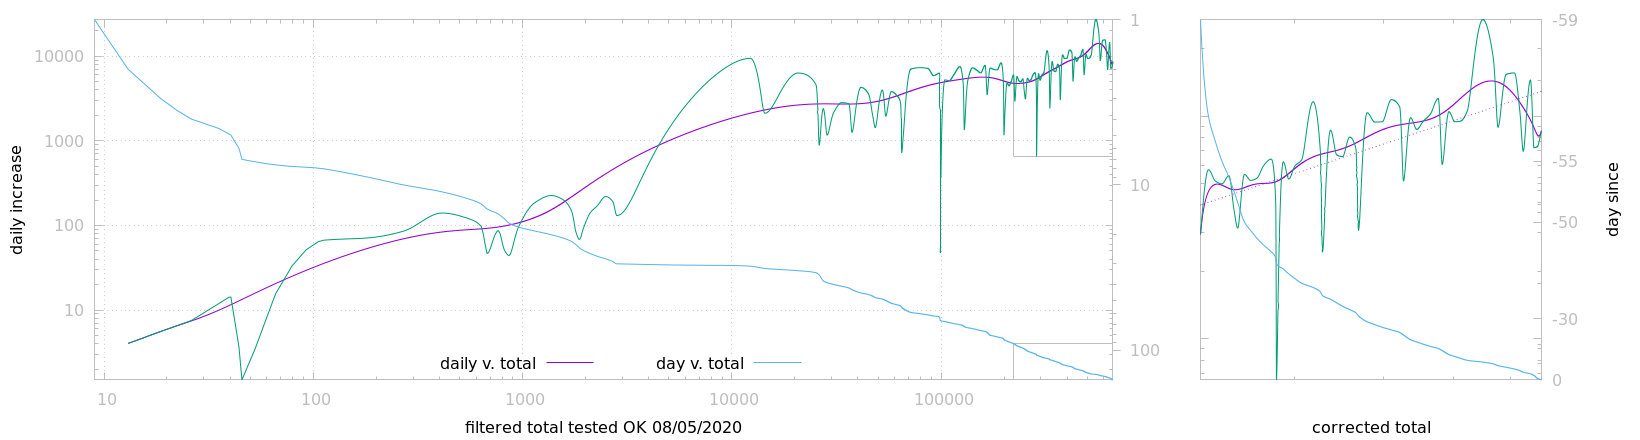 daily increase
10000
1000
100
10
10
100
1000
10000
100000
1
10
100
daily v. total
day v. total
filtered total tested OK 08/05/2020
-59
-55
-50
-30
0
day since
corrected total